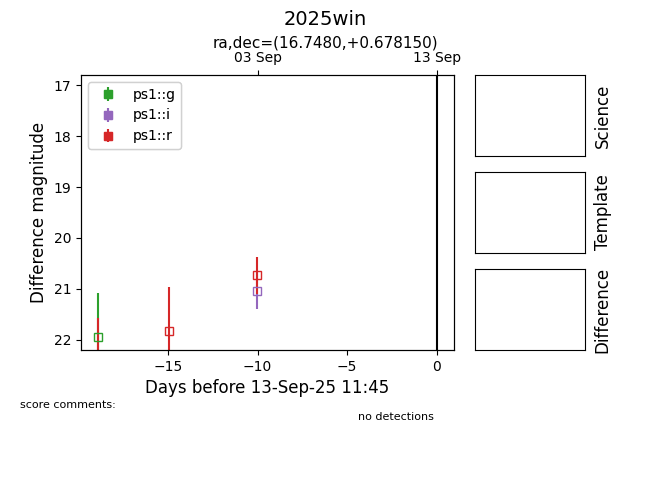 2025win
ra,dec=(16.7480,+0.678150)
03 Sep
13 Sep
ps1::g
ps1::i
ps1::r
17
18
19
20
21
22
Difference magnitude
−15
−10
−5
0
Days before 13-Sep-25 11:45
Science
Template
Difference
score comments:
no detections